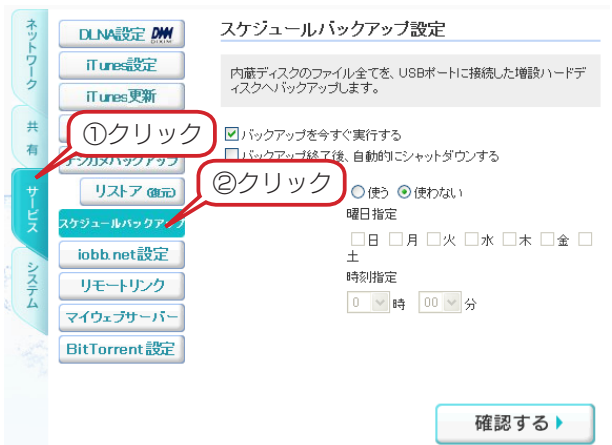 ネットワーク
共有
サービス
システム
DLNA設定 DiXiM
iTunes設定
iTunes更新
①クリック
デジカメバックアップ
リストア(復元)
スケジュールバックアップ
②クリック
iobb.net設定
リモートリンク
マイウェブサーバー
BitTorrent設定
スケジュールバックアップ設定
内蔵ディスクのファイル全てを、USBポートに接続した増設ハードデ
ィスクへバックアップします。
バックアップを今すぐ実行する
バックアップ終了後、自動的にシャットダウンする
使う 使わない
曜日指定
日 月 火 水 木 金
土
時刻指定
0 時 00 分
確認する